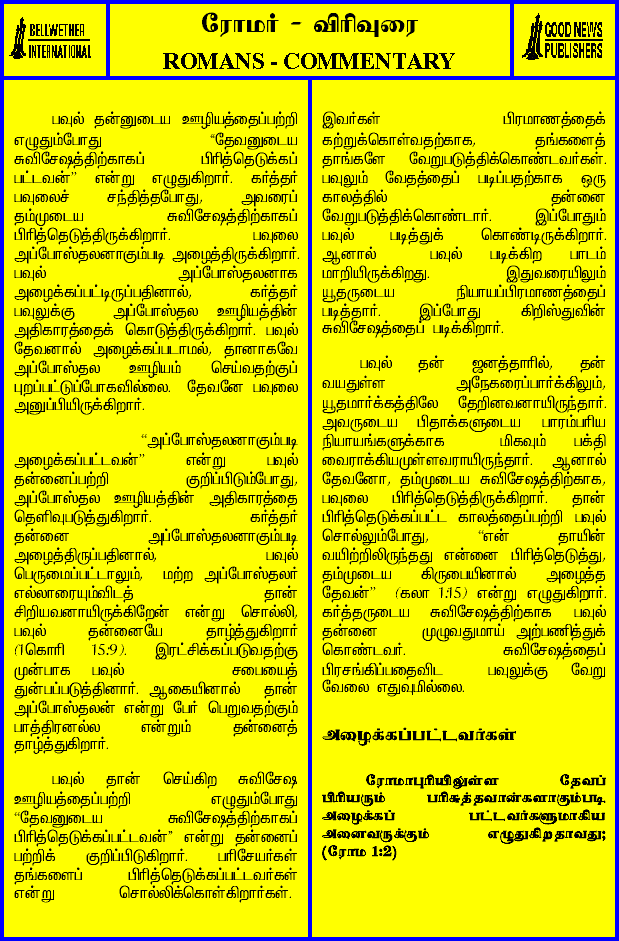 BELLWETHER
INTERNATIONAL
ரோமர் - விரிவுரை
ROMANS - COMMENTARY
GOOD NEWS
PUBLISHERS
பவுல் தன்னுடைய ஊழியத்தைப்பற்றி
எழுதும்போது "தேவனுடைய
சுவிசேஷத்திற்காகப் பிரித்தெடுக்கப்
பட்டவன்" என்று எழுதுகிறார். கர்த்தர்
பவுலைச் சந்தித்தபோது, அவரைப்
தம்முடைய சுவிசேஷத்திற்காகப்
பிரித்தெடுத்திருக்கிறார். பவுலை
அப்போஸ்தலனாகும்படி அழைத்திருக்கிறார்.
பவுல் அப்போஸ்தலனாக
அழைக்கப்பட்டிருப்பதினால், கர்த்தர்
பவுலுக்கு அப்போஸ்தல ஊழியத்தின்
அதிகாரத்தைக் கொடுத்திருக்கிறார். பவுல்
தேவனால் அழைக்கப்படாமல், தானாகவே
அப்போஸ்தல ஊழியம் செய்வதற்குப்
புறப்பட்டுப்போகவில்லை. தேவனே பவுலை
அனுப்பியிருக்கிறார்.
"அப்போஸ்தலனாகும்படி
அழைக்கப்பட்டவன்" என்று பவுல்
தன்னைப்பற்றி குறிப்பிடும்போது,
அப்போஸ்தல ஊழியத்தின் அதிகாரத்தை
தெளிவுபடுத்துகிறார். கர்த்தர்
தன்னை அப்போஸ்தலனாகும்படி
அழைத்திருப்பதினால், பவுல்
பெருமைப்பட்டாலும், மற்ற அப்போஸ்தலர்
எல்லாரையும்விடத் தான்
சிறியவனாயிருக்கிறேன் என்று சொல்லி,
பவுல் தன்னையே தாழ்த்துகிறார்
(1கொரி 15:9). இரட்சிக்கப்படுவதற்கு
முன்பாக பவுல் சபையைத்
துன்பப்படுத்தினார். ஆகையினால் தான்
அப்போஸ்தலன் என்று பேர் பெறுவதற்கும்
பாத்திரனல்ல என்றும் தன்னைத்
தாழ்த்துகிறார்.
பவுல் தான் செய்கிற சுவிசேஷ
ஊழியத்தைப்பற்றி எழுதும்போது
"தேவனுடைய சுவிசேஷத்திற்காகப்
பிரித்தெடுக்கப்பட்டவன்" என்று தன்னைப்
பற்றிக் குறிப்பிடுகிறார். பரிசேயர்கள்
தங்களைப் பிரித்தெடுக்கப்பட்டவர்கள்
என்று சொல்லிக்கொள்கிறார்கள்.
இவர்கள் பிரமாணத்தைக்
கற்றுக்கொள்வதற்காக, தங்களைத்
தாங்களே வேறுபடுத்திக்கொண்டவர்கள்.
பவுலும் வேதத்தைப் படிப்பதற்காக ஒரு
காலத்தில் தன்னை
வேறுபடுத்திக்கொண்டார். இப்போதும்
பவுல் படித்துக் கொண்டிருக்கிறார்.
ஆனால் பவுல் படிக்கிற பாடம்
மாறியிருக்கிறது. இதுவரையிலும்
யூதருடைய நியாயப்பிரமாணத்தைப்
படித்தார். இப்போது கிறிஸ்துவின்
சுவிசேஷத்தைப் படிக்கிறார்.
பவுல் தன் ஜனத்தாரில், தன்
வயதுள்ள அநேகரைப்பார்க்கிலும்,
யூதமார்க்கத்திலே தேறினவனாயிருந்தார்.
அவருடைய பிதாக்களுடைய பாரம்பரிய
நியாயங்களுக்காக மிகவும் பக்தி
வைராக்கியமுள்ளவராயிருந்தார். ஆனால்
தேவனோ, தம்முடைய சுவிசேஷத்திற்காக,
பவுலை பிரித்தெடுத்திருக்கிறார். தான்
பிரித்தெடுக்கப்பட்ட காலத்தைப்பற்றி பவுல்
சொல்லும்போது, "என் தாயின்
வயிற்றிலிருந்தது என்னை பிரித்தெடுத்து,
தம்முடைய கிருபையினால் அழைத்த
தேவன்" (கலா 1:15) என்று எழுதுகிறார்.
கர்த்தருடைய சுவிசேஷத்திற்காக பவுல்
தன்னை முழுவதுமாய் அற்பணித்துக்
கொண்டவர். சுவிசேஷத்தைப்
பிரசங்கிப்பதைவிட பவுலுக்கு வேறு
வேலை எதுவுமில்லை.
அழைக்கப்பட்டவர்கள்
ரோமாபுரியிலுள்ள தேவப்
பிரியரும் பரிசுத்தவான்களாகும்படி
அழைக்கப் பட்டவர்களுமாகிய
அனைவருக்கும் எழுதுகிறதாவது;
(ரோம 1:2)